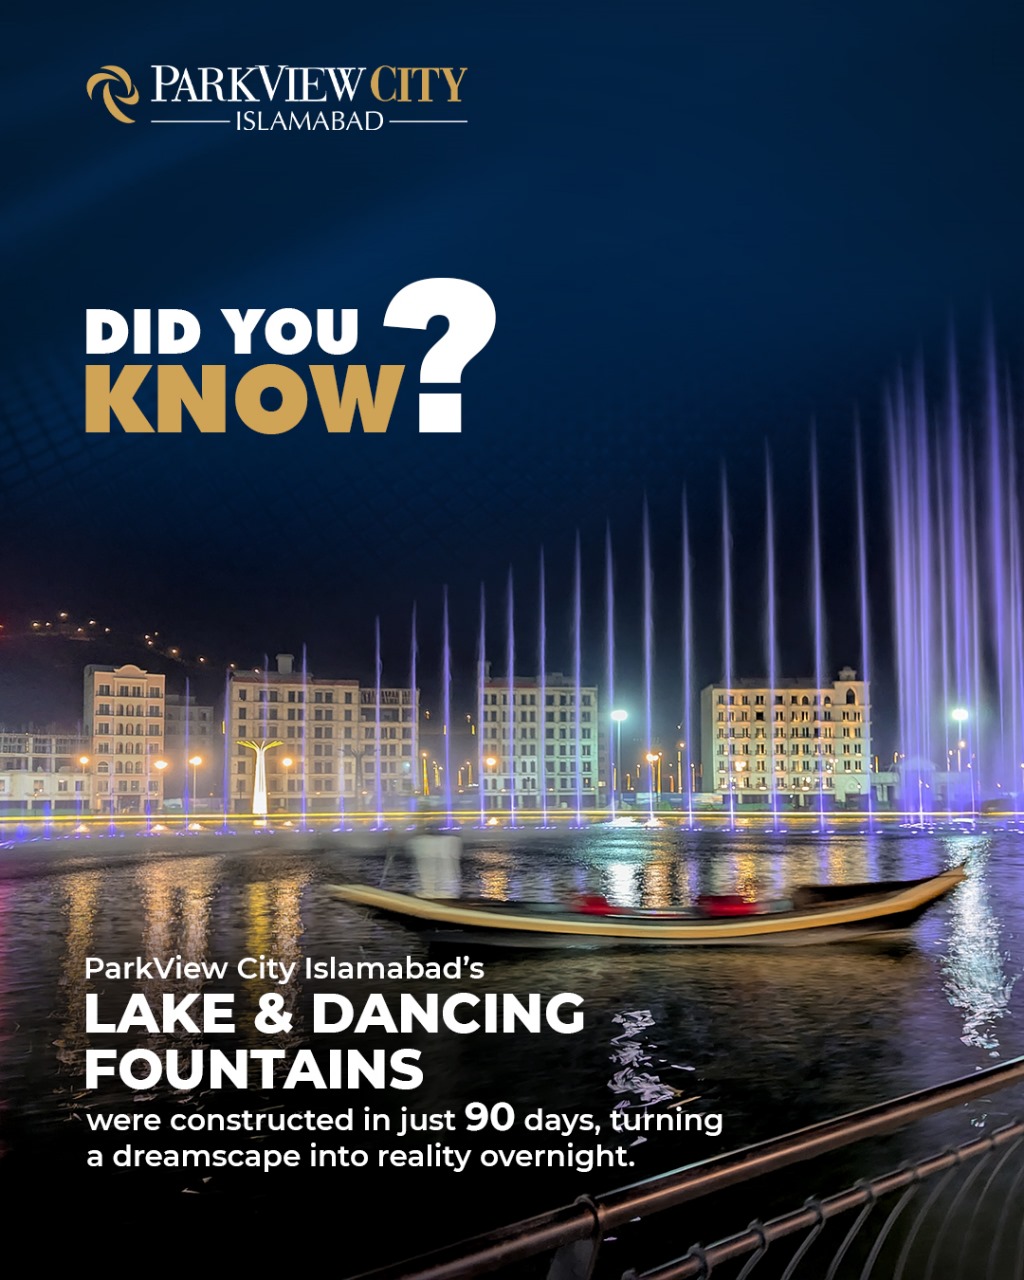 PARKVIEW CITY
ISLAMABAD
DID YOU
KNOW?
ParkView City Islamabad's
LAKE & DANCING
FOUNTAINS
were constructed in just 90 days, turning
a dreamscape into reality overnight.